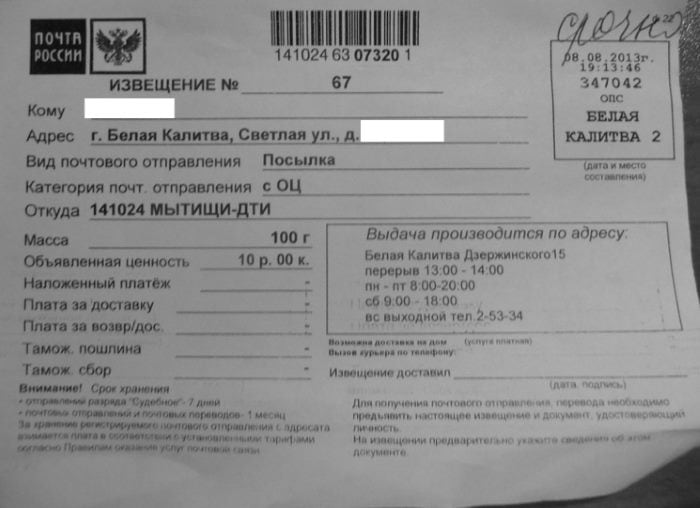 срочно
ПОЧТА
РОССИИ
141024 63 07320 1
ИЗВЕЩЕНИЕ № 67
08.08.2013г.
19:13:46
347042
ОПС
БЕЛАЯ
КАЛИТВА 2
(дата и место
составления)
Кому
Адрес г. Белая Калитва, Светлая ул., д.
Вид почтового отправления Посылка
Категория почт. отправления с ОЦ
Откуда 141024 МЫТИЩИ-ДТИ
Масса 100 г
Объявленная ценность 10 р. 00 к.
Наложенный платёж -
Плата за доставку -
Плата за возвр/дос. -
Тамож. пошлина -
Тамож. сбор -
Выдача производится по адресу:
Белая Калитва Дзержинского15
перерыв 13:00 - 14:00
пн - пт 8:00-20:00
сб 9:00 - 18:00
вс выходной тел.2-53-34
Возможна доставка на дом (услуга платная)
Вызов курьера по телефону:
Извещение доставил
(дата, подпись)
Внимание! Срок хранения
• отправлений разряда "Судебное"- 7 дней
• почтовых отправлений и почтовых переводов- 1 месяц
За хранение регистрируемого почтового отправления с адресата
взимается плата в соответствии с установленными тарифами
согласно Правилам оказания услуг почтовой связи.
Для получения почтового отправления, перевода необходимо
предъявить настоящее извещение и документ, удостоверяющий
личность.
На извещении предварительно укажите сведения об этом
документе.